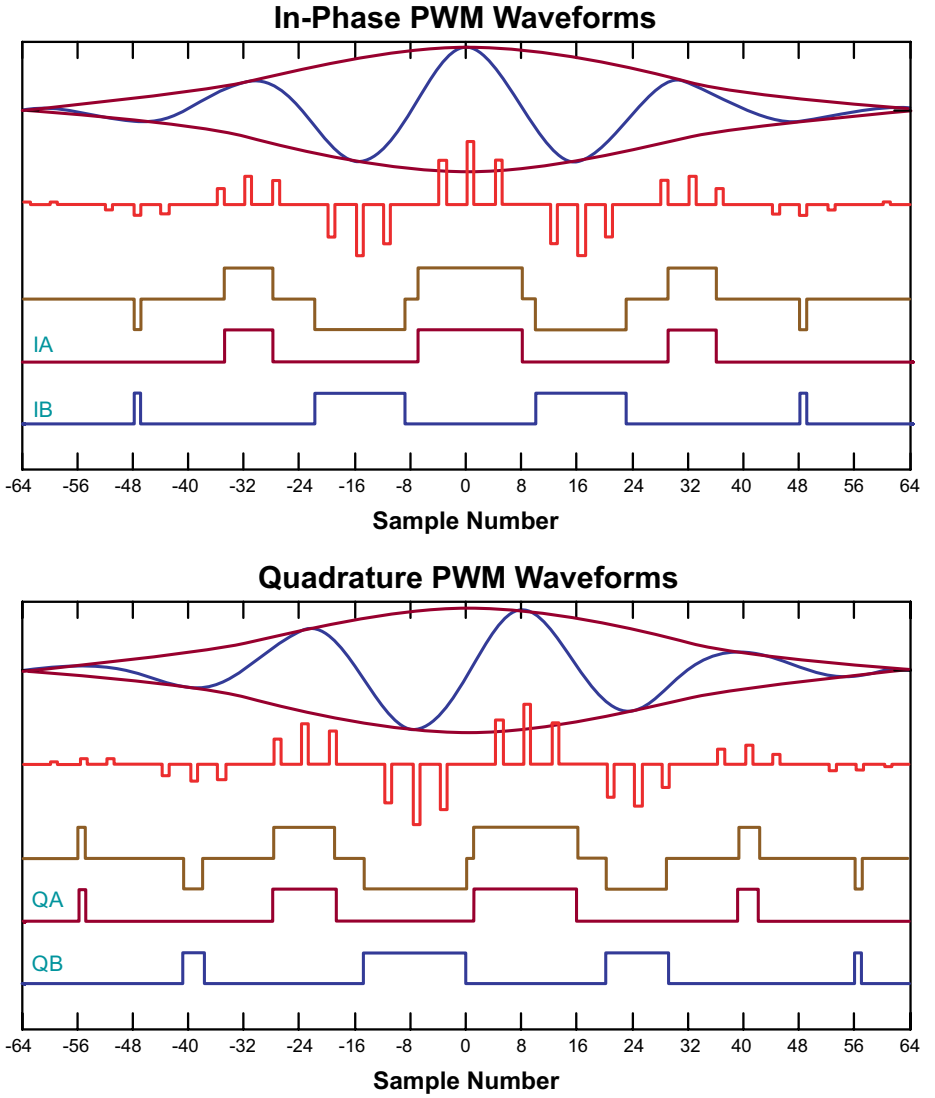 In-Phase PWM Waveforms
IA
IB
-64 -56 -48 -40 -32 -24 -16 -8 0 8 16 24 32 40 48 56 64
Sample Number
Quadrature PWM Waveforms
QA
QB
-64 -56 -48 -40 -32 -24 -16 -8 0 8 16 24 32 40 48 56 64
Sample Number